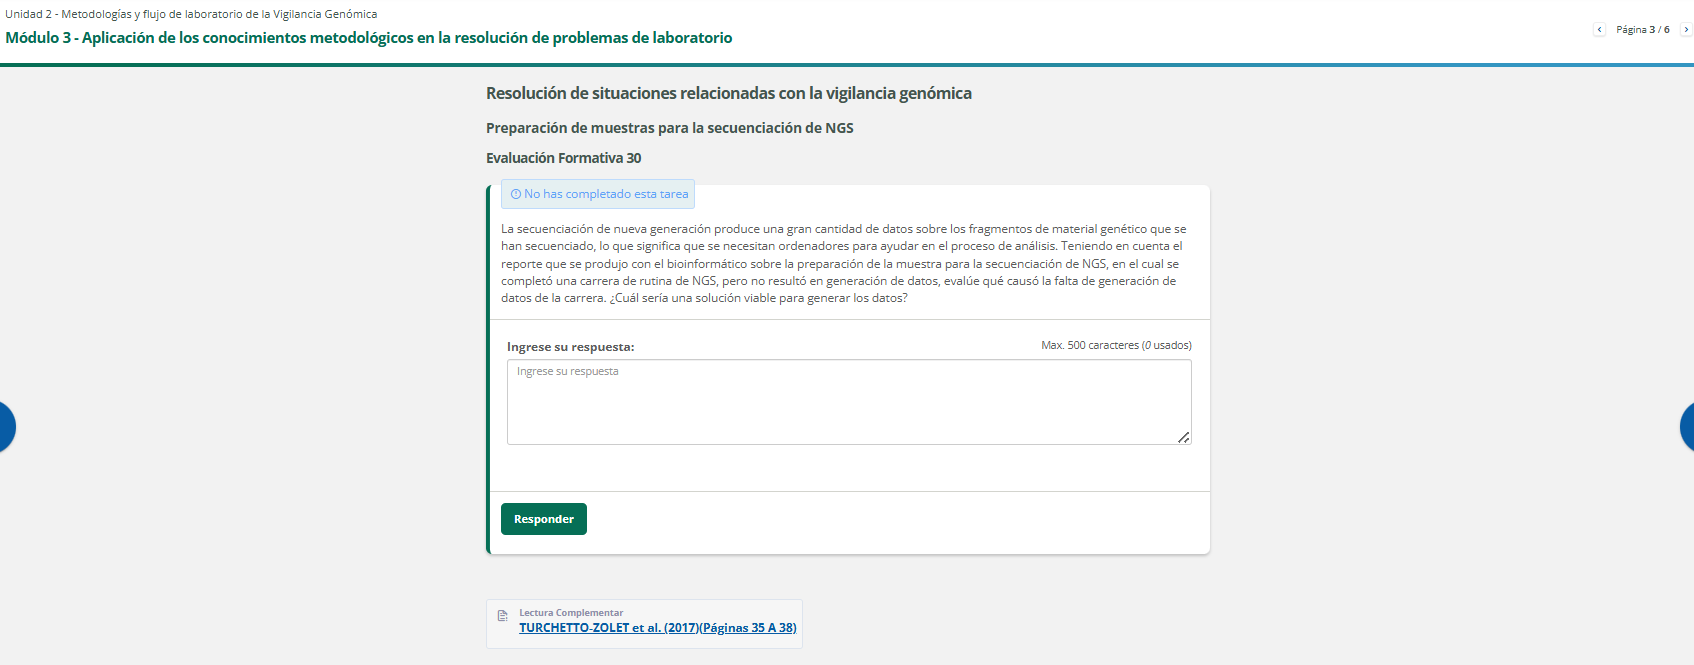 Unidad 2 - Metodologías y flujo de laboratorio de la Vigilancia Genómica
Módulo 3 - Aplicación de los conocimientos metodológicos en la resolución de problemas de laboratorio
Página 3 / 6
Resolución de situaciones relacionadas con la vigilancia genómica
Preparación de muestras para la secuenciación de NGS
Evaluación Formativa 30
No has completado esta tarea
La secuenciación de nueva generación produce una gran cantidad de datos sobre los fragmentos de material genético que se
han secuenciado, lo que significa que se necesitan ordenadores para ayudar en el proceso de análisis. Teniendo en cuenta el
reporte que se produjo con el bioinformático sobre la preparación de la muestra para la secuenciación de NGS, en el cual se
completó una carrera de rutina de NGS, pero no resultó en generación de datos, evalúe qué causó la falta de generación de
datos de la carrera. ¿Cuál sería una solución viable para generar los datos?
Ingrese su respuesta:
Max. 500 caracteres (0 usados)
Ingrese su respuesta
Responder
Lectura Complementar
TURCHETTO-ZOLET et al. (2017)(Páginas 35 A 38)